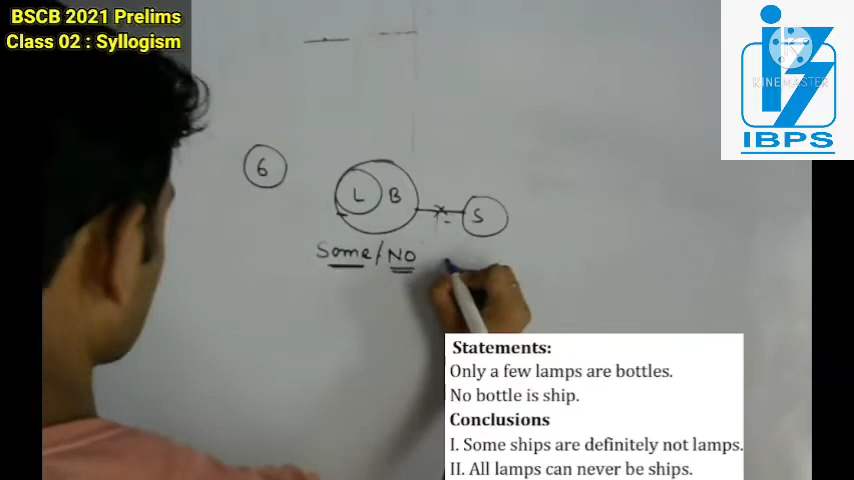 BSCB 2021 Prelims
Class 02 : Syllogism
KINEMASTER
IBPS
6
L B S
Some/No
Statements:
Only a few lamps are bottles.
No bottle is ship.
Conclusions
I. Some ships are definitely not lamps.
II. All lamps can never be ships.